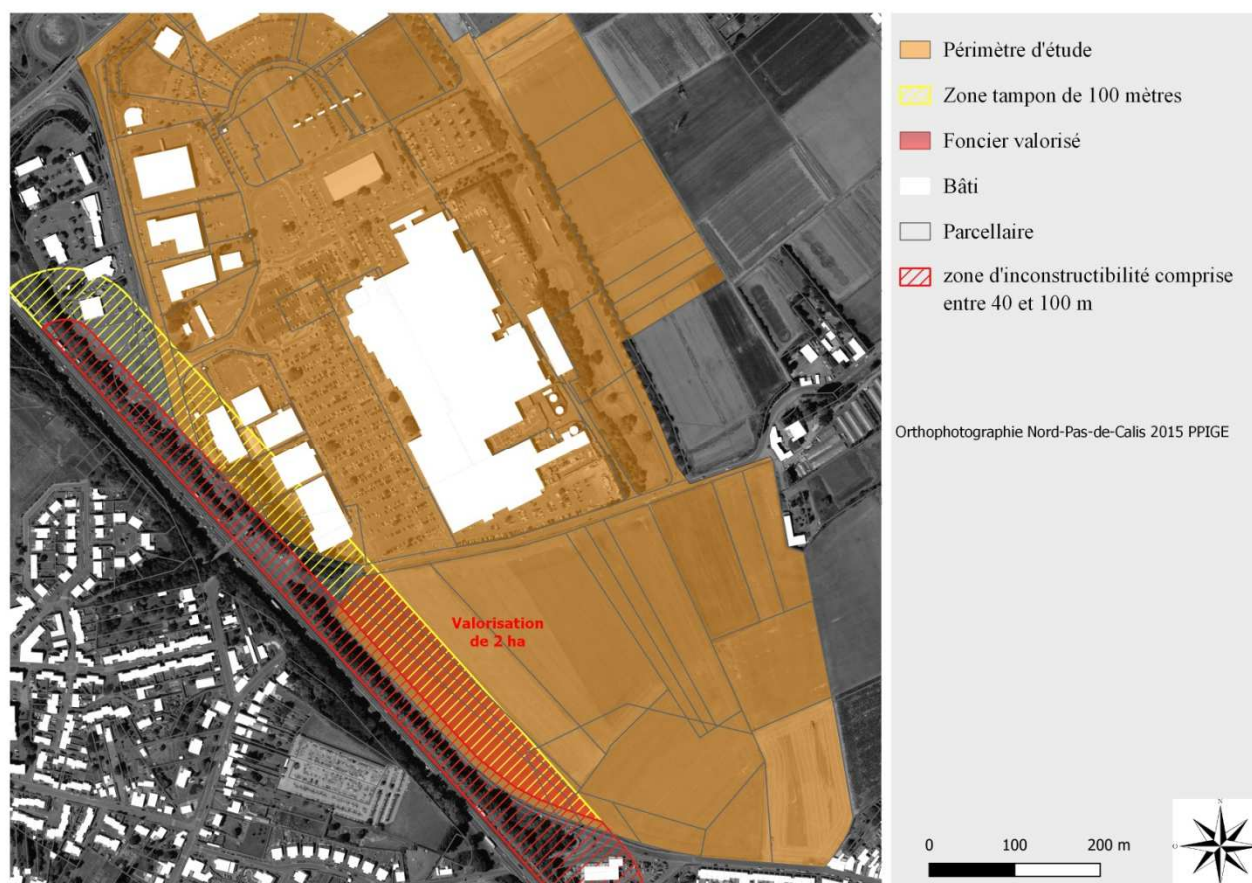 Périmètre d'étude
Zone tampon de 100 mètres
Foncier valorisé
Bâti
Parcellaire
zone d'inconstructibilité comprise
entre 40 et 100 m
Orthophotographie Nord-Pas-de-Calis 2015 PPIGE
Valorisation
de 2 ha
0 100 200 m
N
O